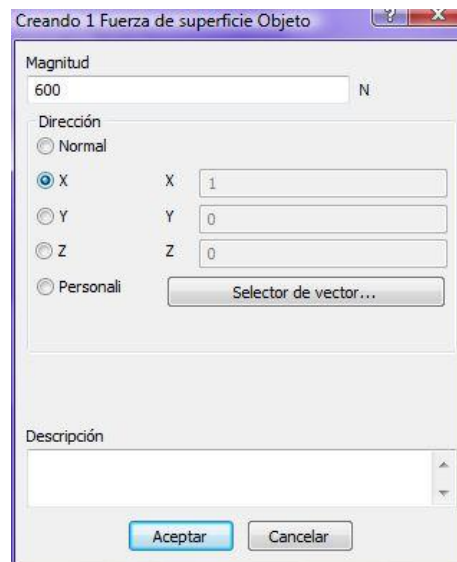 Creando 1 Fuerza de superficie Objeto
Magnitud
600 N
Dirección
Normal
X X 1
Y Y 0
Z Z 0
Personali Selector de vector...
Descripción
Aceptar Cancelar